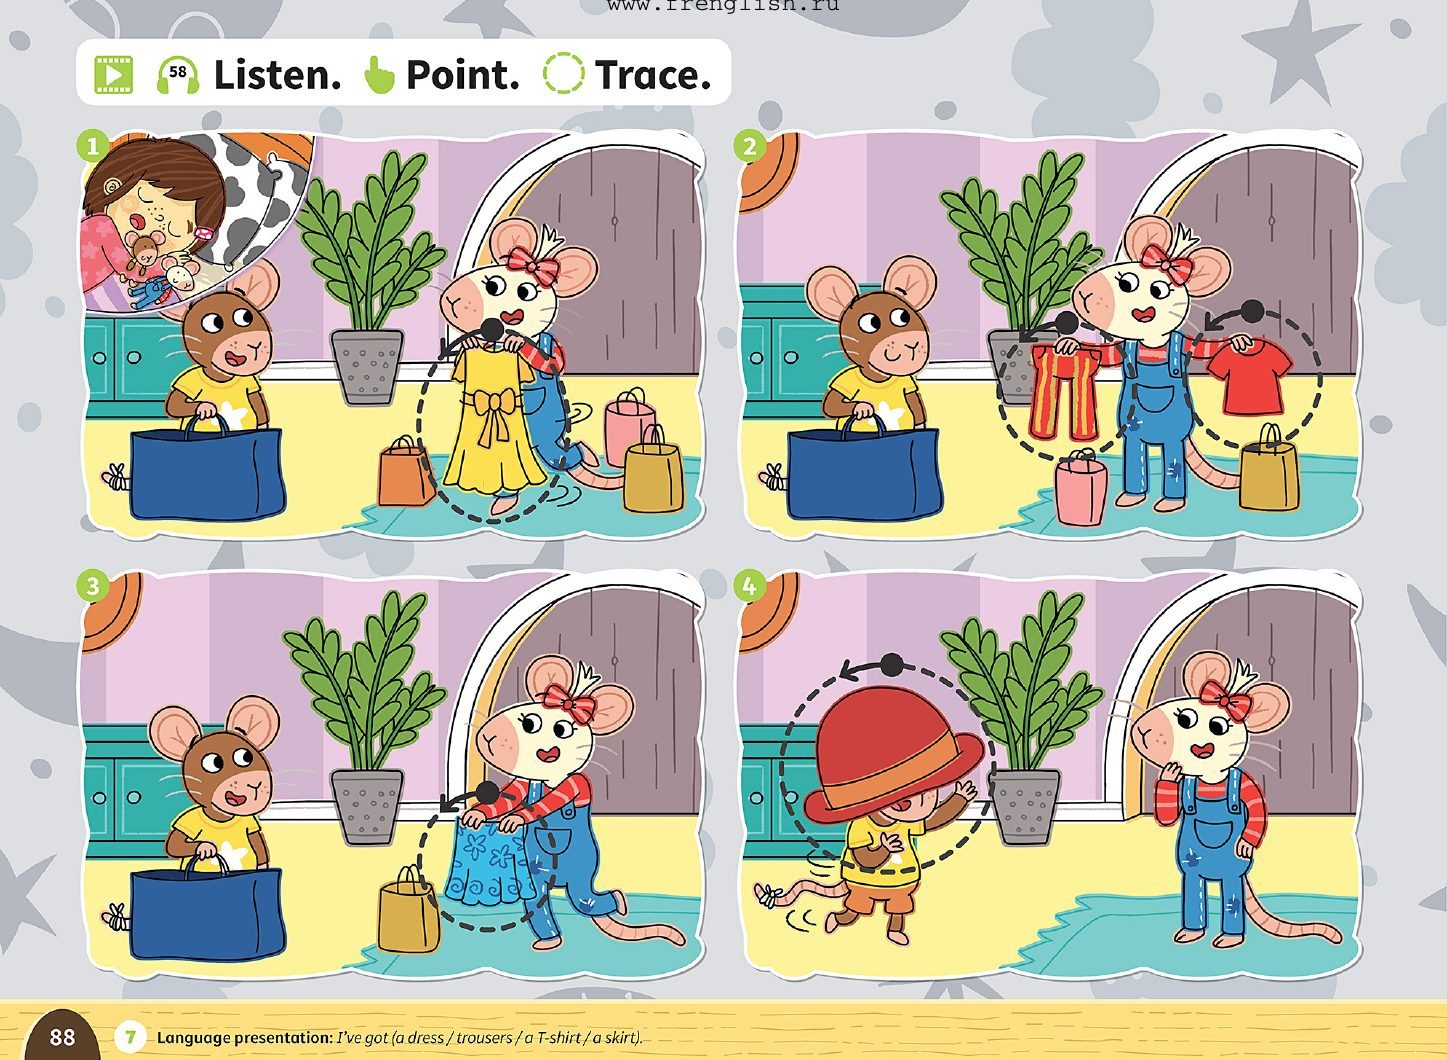 www.frenglish.ru
58 Listen. Point. Trace.
1
2
3
4
88 7 Language presentation: I've got (a dress / trousers / a T-shirt / a skirt).